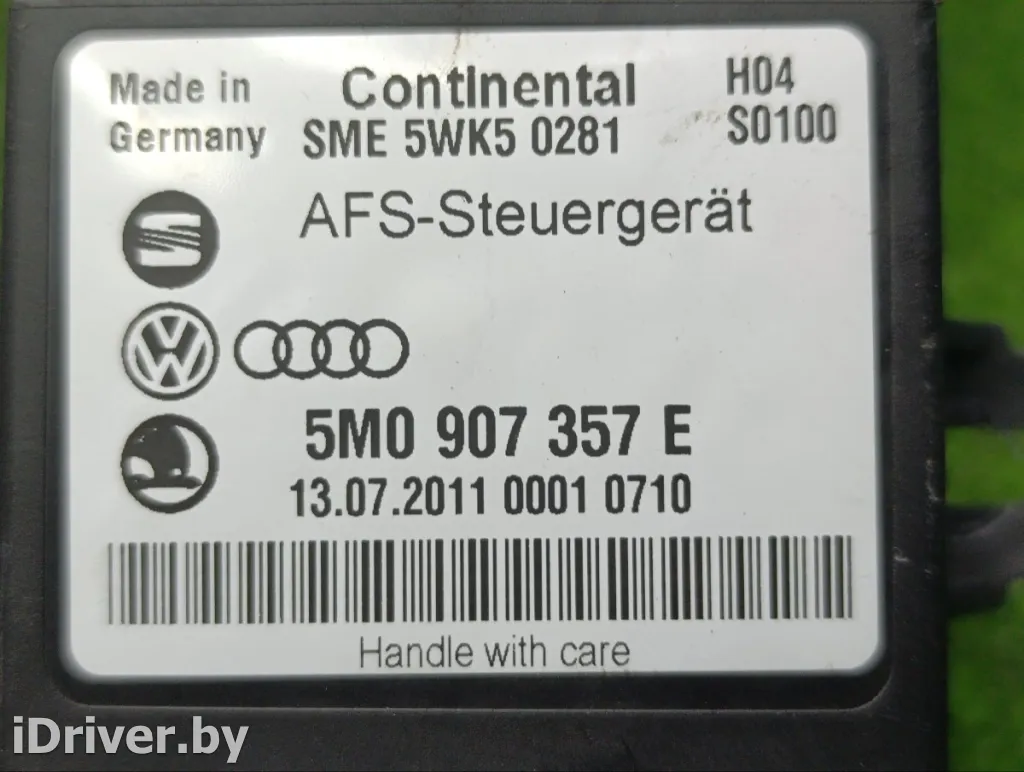 Made in Germany
Continental
SME 5WK5 0281
H04
S0100
AFS-Steuergerät
5M0 907 357 E
13.07.2011 0001 0710
Handle with care
iDriver.by